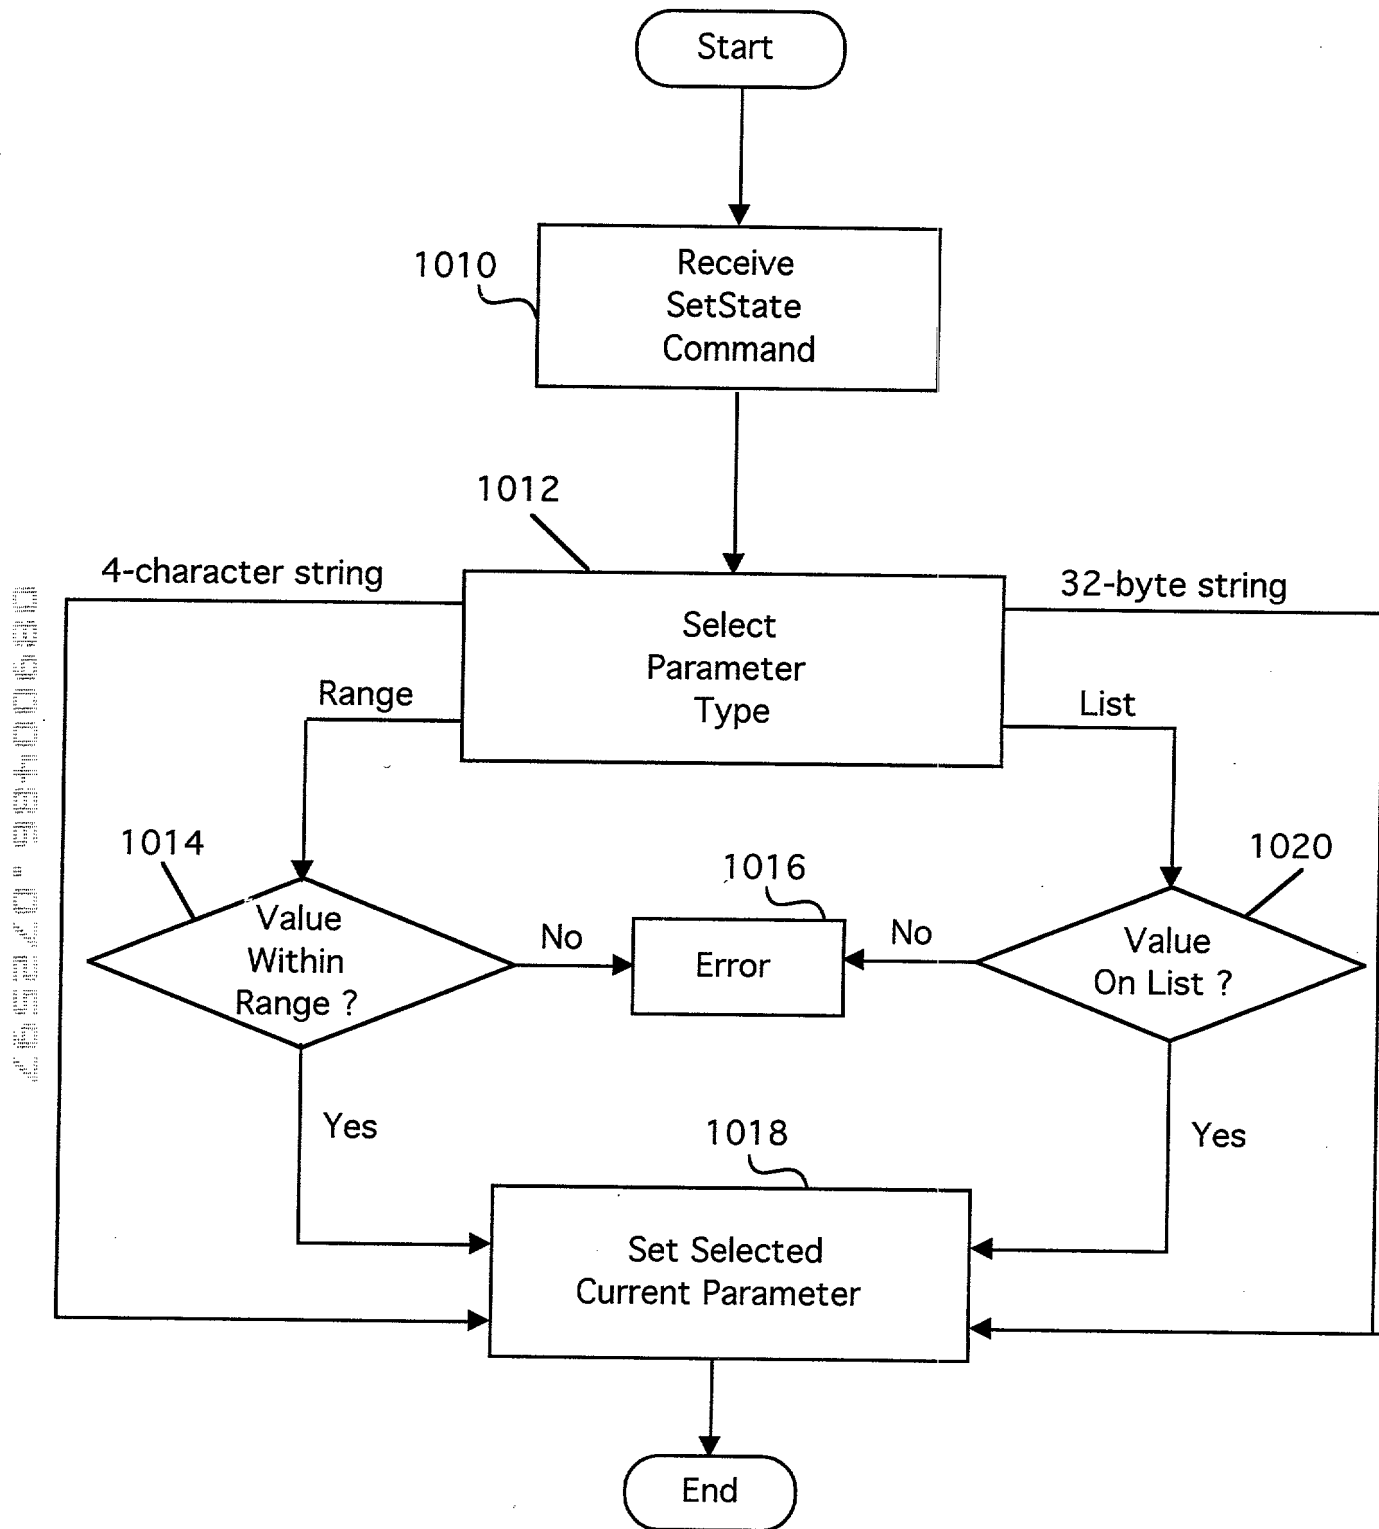 Start
1010
Receive
SetState
Command
1012
4-character string
32-byte string
Select
Parameter
Type
Range
List
1014
1016
1020
Value
Within
Range ?
No
Error
No
Value
On List ?
Yes
1018
Yes
Set Selected
Current Parameter
End